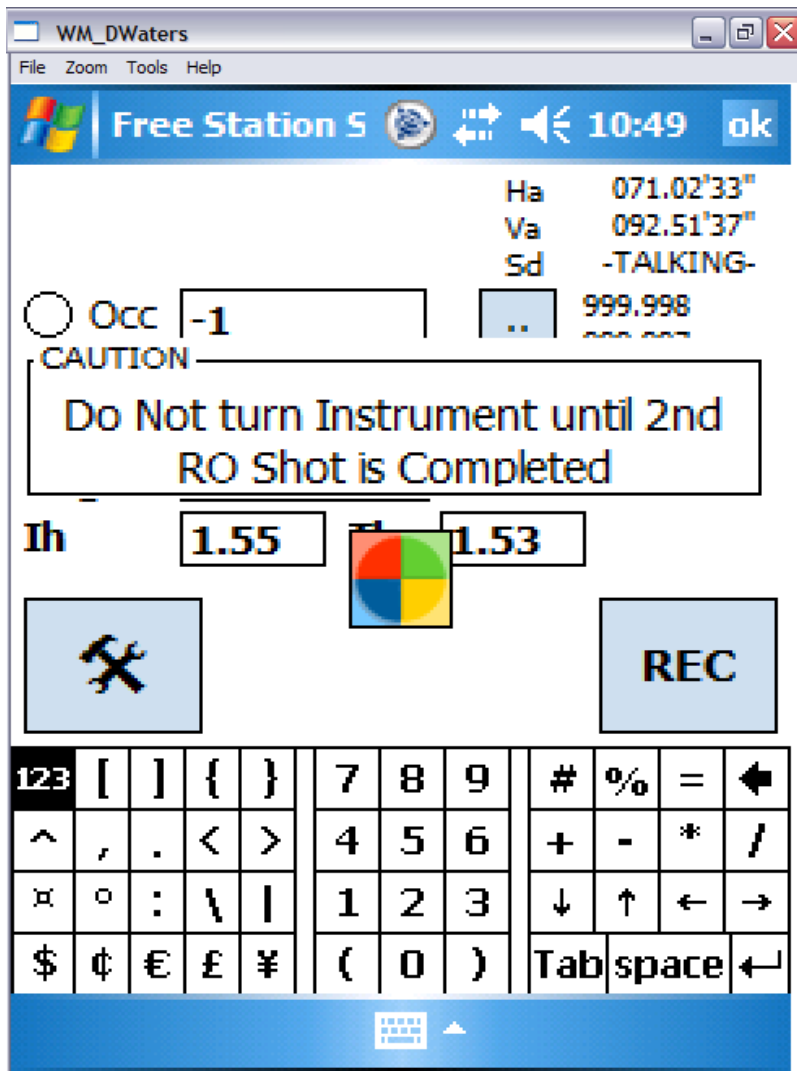 WM_DWaters
File Zoom Tools Help
Free Station S 10:49 ok
Ha 071.02'33"
Va 092.51'37"
Sd -TALKING-
Occ -1 .. 999.998
CAUTION
Do Not turn Instrument until 2nd
RO Shot is Completed
Ih 1.55 1.53
REC
123 [ ] { } 7 8 9 # % = 🡄
^ , . < > 4 5 6 + - * /
¤ ° : \ | 1 2 3 ↓ ↑ ← →
$ ¢ € £ ¥ ( 0 ) Tab space ↵